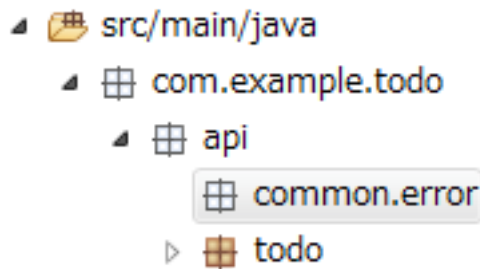 src/main/java
com.example.todo
api
common.error
todo